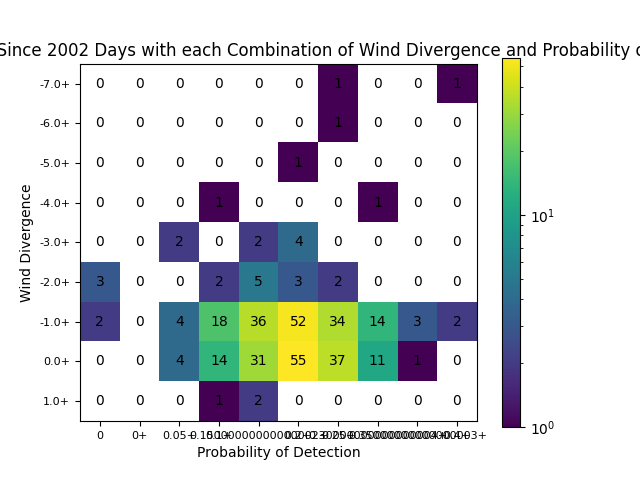 Since 2002 Days with each Combination of Wind Divergence and Probability o
-7.0+ 0 0 0 0 0 0 1 0 0 1
-6.0+ 0 0 0 0 0 0 1 0 0 0
-5.0+ 0 0 0 0 0 1 0 0 0 0
-4.0+ 0 0 0 1 0 0 0 1 0 0
-3.0+ 0 0 2 0 2 4 0 0 0 0
-2.0+ 3 0 0 2 5 3 2 0 0 0
-1.0+ 2 0 4 18 36 52 34 14 3 2
0.0+ 0 0 4 14 31 55 37 11 1 0
1.0+ 0 0 0 1 2 0 0 0 0 0
0 0+ 0.05+
Probability of Detection
Wind Divergence
10¹
10⁰